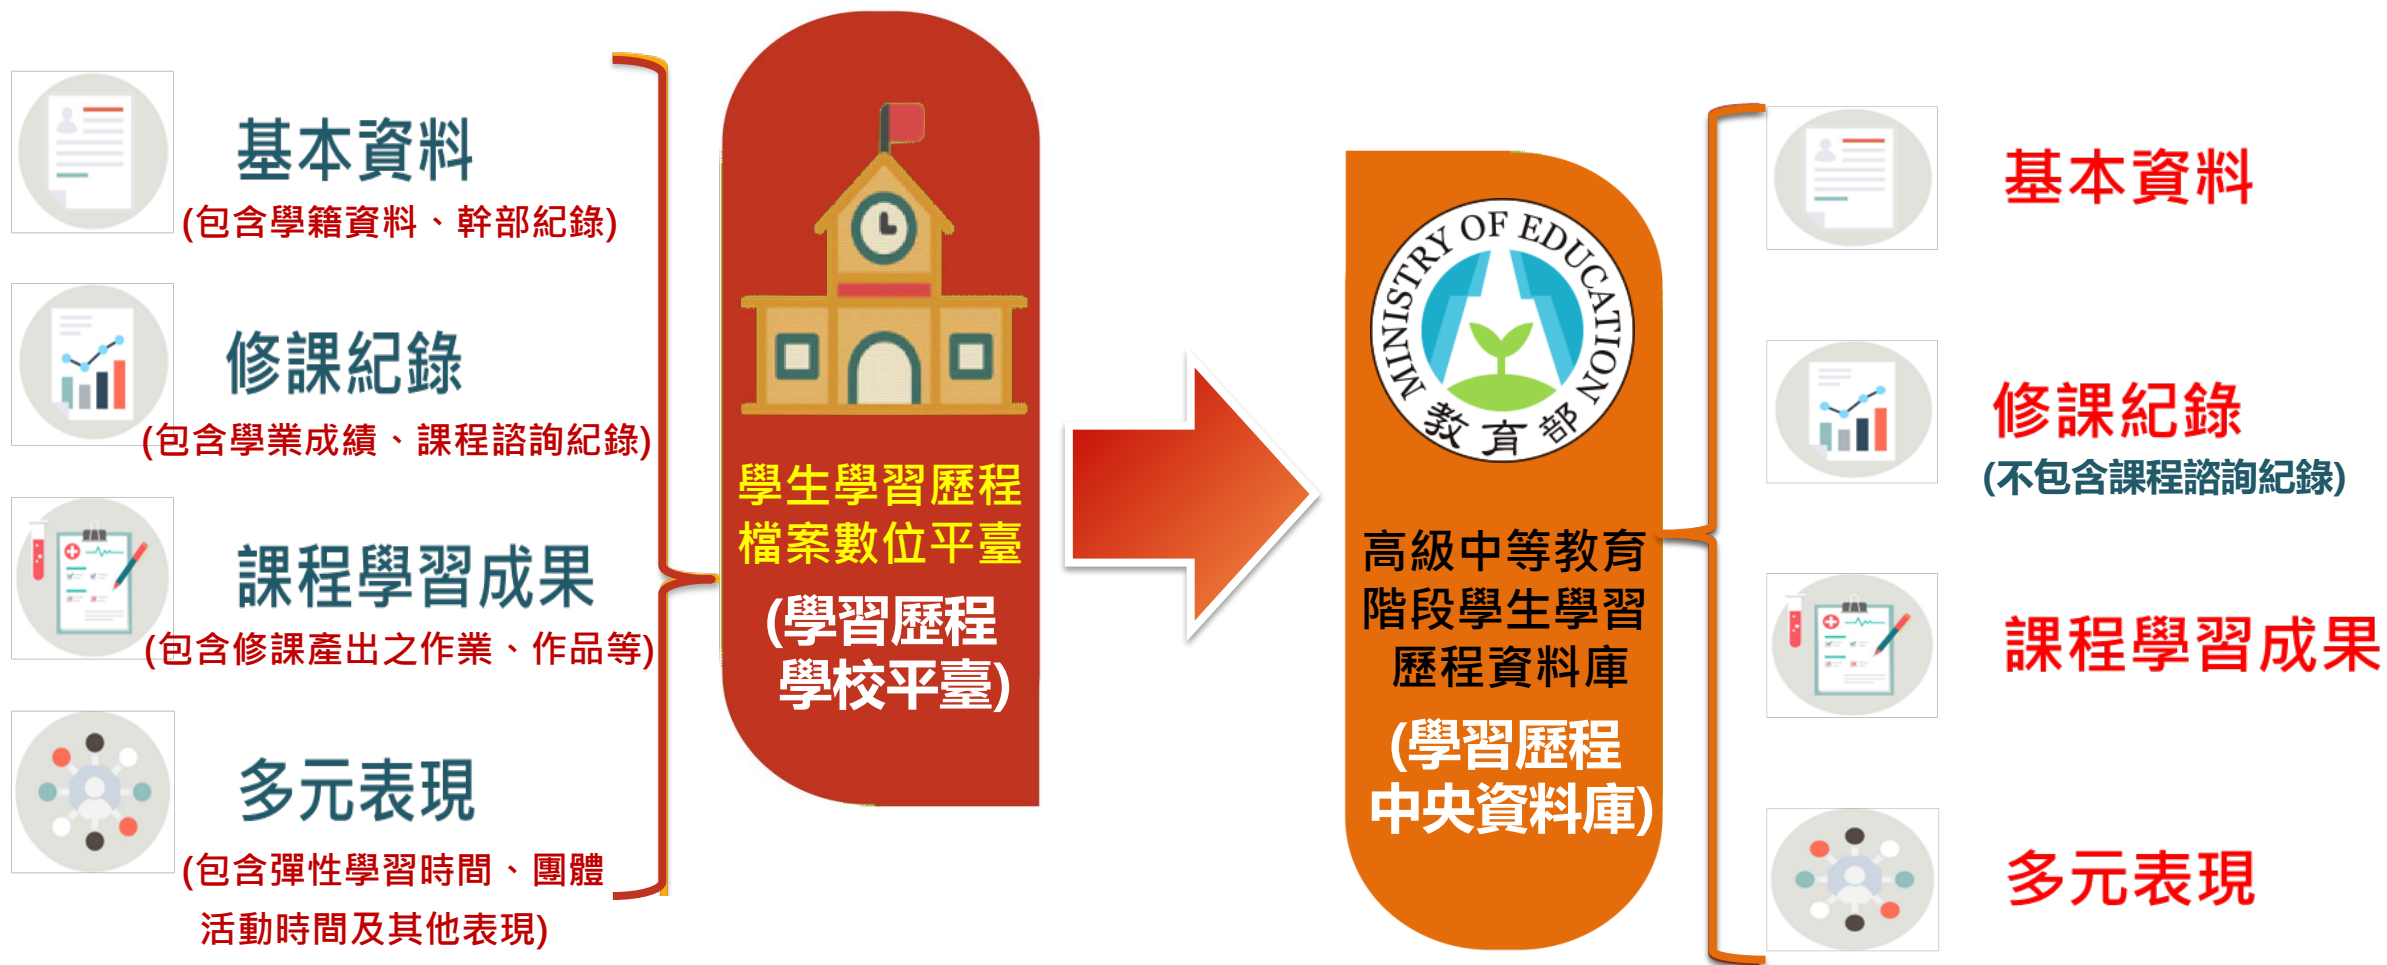 基本資料
(包含學籍資料、幹部紀錄)
修課紀錄
(包含學業成績、課程諮詢紀錄)
課程學習成果
(包含修課產出之作業、作品等)
多元表現
(包含彈性學習時間、團體
活動時間及其他表現)
學生學習歷程
檔案數位平臺
(學習歷程
學校平臺)
MINISTRY OF EDUCATION
教育部
高級中等教育
階段學生學習
歷程資料庫
(學習歷程
中央資料庫)
基本資料
修課紀錄
(不包含課程諮詢紀錄)
課程學習成果
多元表現